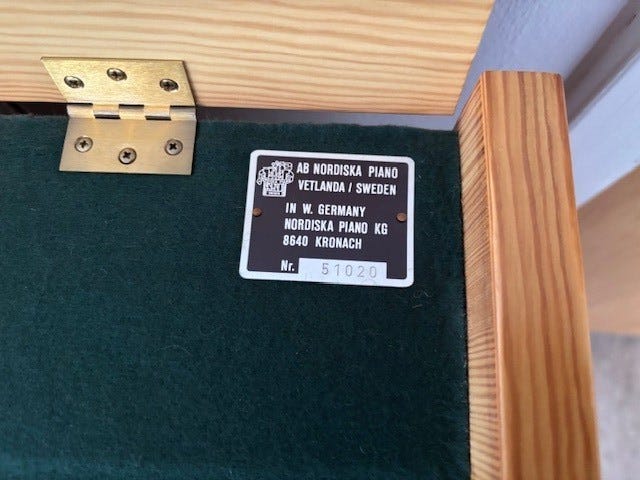 AB NORDISKA PIANO
VETLANDA / SWEDEN
IN W. GERMANY
NORDISKA PIANO KG
8640 KRONACH
Nr. 51020